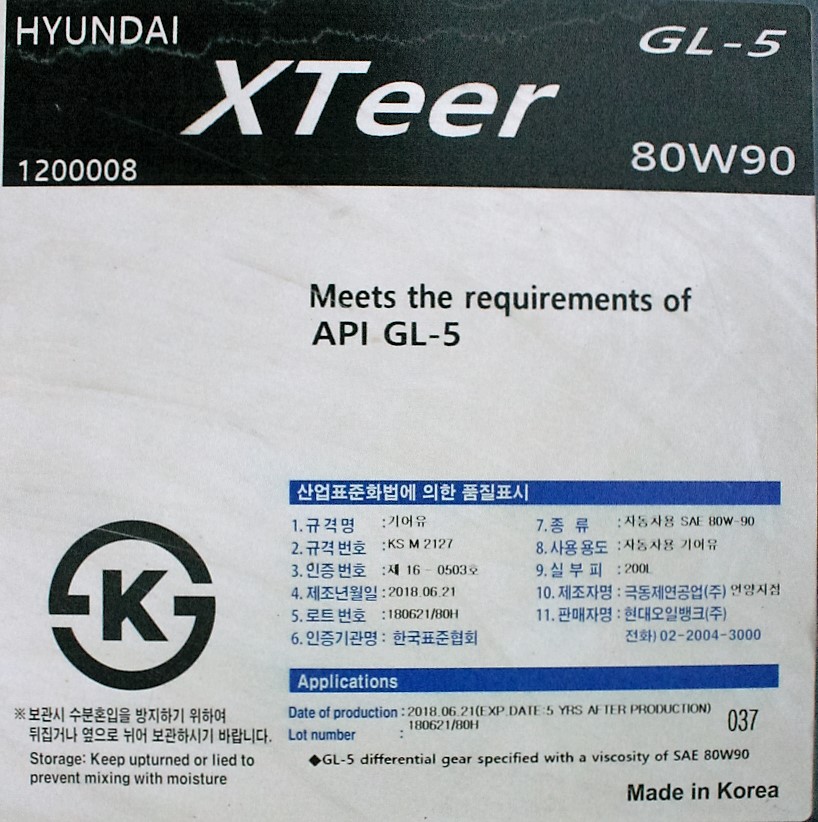 HYUNDAI
GL-5
XTeer
1200008
80W90
Meets the requirements of
API GL-5
산업표준화법에 의한 품질표시
1.규격명 :기어유
2.규격번호 :KS M 2127
3.인증번호 :제 16 - 0503호
4.제조년월일:2018.06.21
5.로트번호 :180621/80H
6.인증기관명: 한국표준협회
7.종 류 :자동차용 SAE 80W-90
8.사용용도 :자동차용 기어유
9.실부피 :200L
10.제조자명:극동제연공업(주) 언양지점
11.판매자명:현대오일뱅크(주)
전화) 02-2004-3000
K
※보관시 수분혼입을 방지하기 위하여
뒤집거나 옆으로 뉘어 보관하시기 바랍니다.
Storage: Keep upturned or lied to
prevent mixing with moisture
Applications
Date of production :2018.06.21(EXP.DATE:5 YRS AFTER PRODUCTION)
Lot number : 180621/80H
037
◆GL-5 differential gear specified with a viscosity of SAE 80W90
Made in Korea